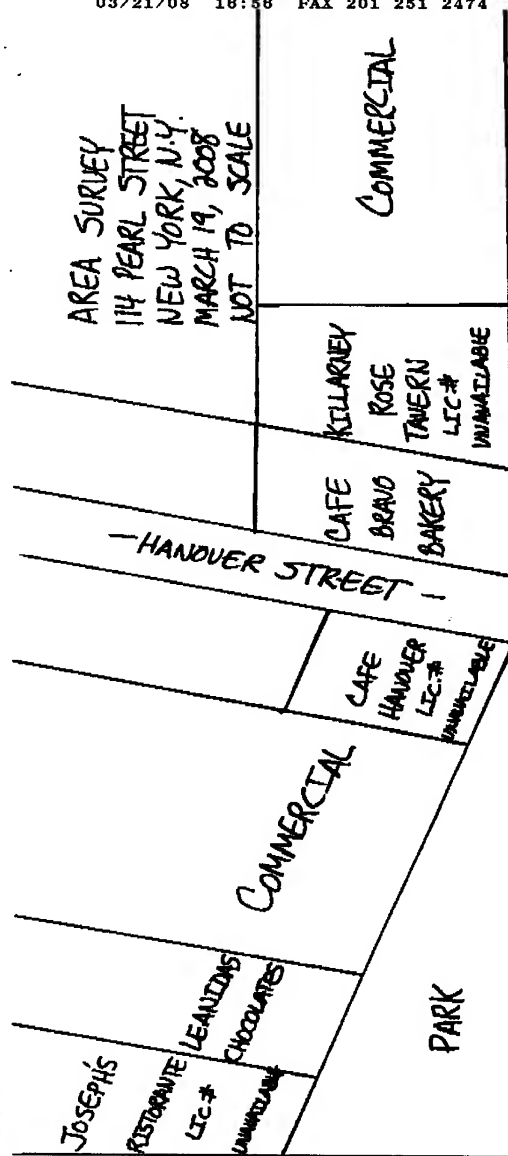 03/21/08 18:58 FAX 201 251 2474
AREA SURVEY
114 PEARL STREET
NEW YORK, N.Y.
MARCH 19, 2008
NOT TO SCALE
COMMERCIAL
KILLARNEY
ROSE
TAVERN
LIC#
UNAVAILABLE
CAFE
BRAVO
BAKERY
-HANOVER STREET-
CAFE
HANOVER
LIC.#
UNAVAILABLE
COMMERCIAL
LEANIDAS
CHOCOLATES
JOSEPH'S
RISTORANTE
LIC#
UNAVAILABLE
PARK